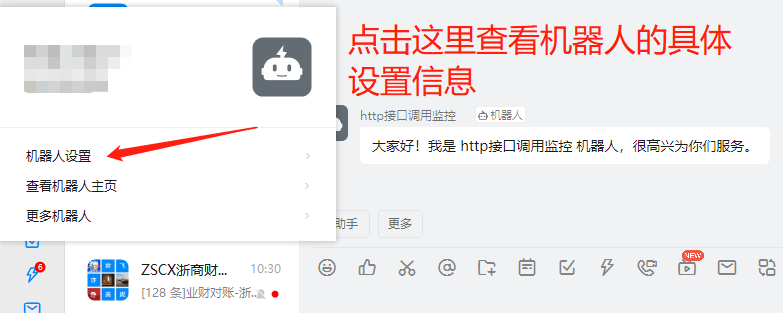 点击这里查看机器人的具体
设置信息
http接口调用监控 机器人
大家好！我是 http接口调用监控 机器人，很高兴为你们服务。
机器人设置
查看机器人主页
更多机器人
助手
更多
6
ZSCX浙商财... 10:30
[128 条]业财对账-浙...
NEW